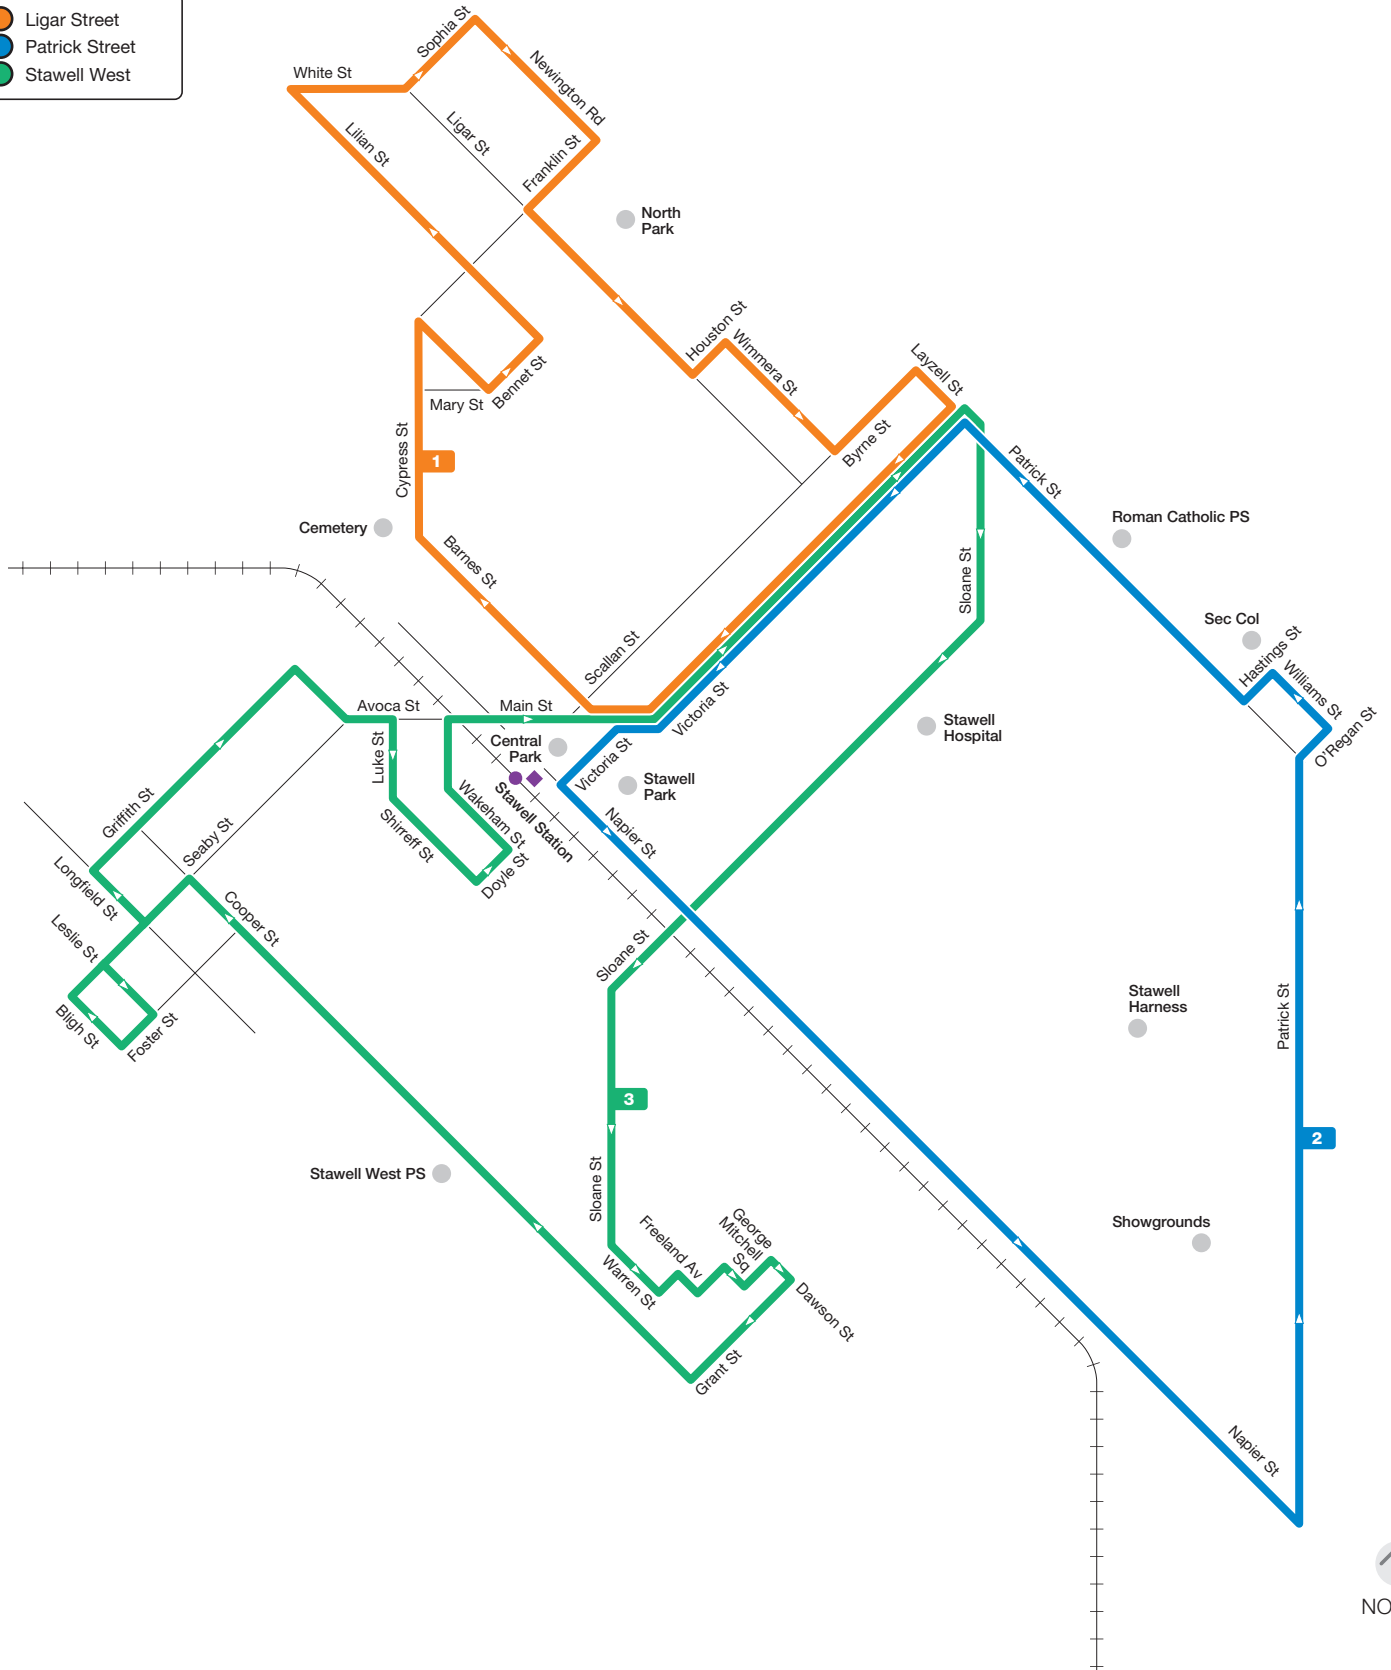 Ligar Street
Patrick Street
Stawell West
Sophia St
White St
Newington Rd
Ligar St
Lilian St
Franklin St
North
Park
Houston St
Wimmera St
Layzell St
Bennet St
Mary St
Byrne St
Cypress St
1
Patrick St
Roman Catholic PS
Cemetery
Barnes St
Sloane St
Sec Col
Hastings St
Williams St
O'Regan St
Scallan St
Avoca St
Main St
Victoria St
Central
Park
Luke St
Victoria St
Stawell
Hospital
Stawell
Park
Stawell Station
Wakeham St
Napier St
Griffith St
Seaby St
Shirreff St
Doyle St
Longfield St
Cooper St
Leslie St
Sloane St
Bligh St
Foster St
Stawell
Harness
Patrick St
3
2
Stawell West PS
Sloane St
Freeland Av
George
Mitchell
Sq
Showgrounds
Warren St
Dawson St
Grant St
Napier St
NO